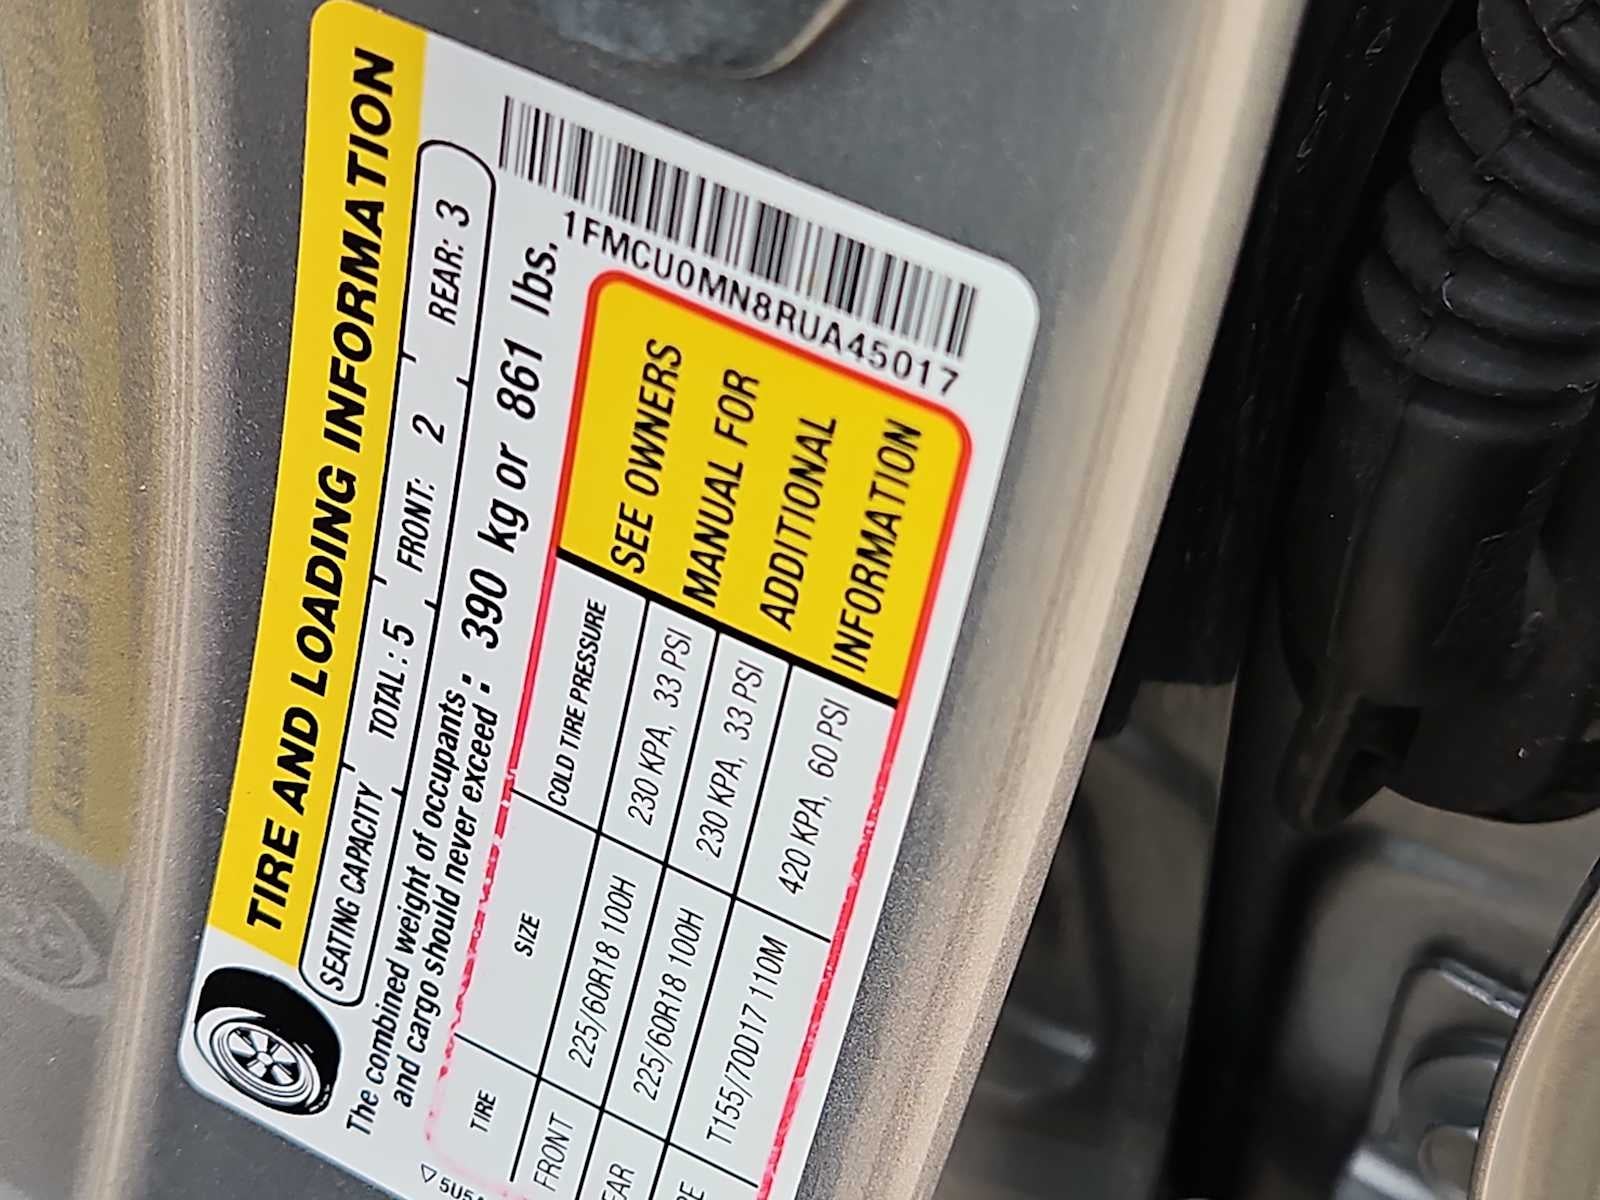 TIRE AND LOADING INFORMATION
SEATING CAPACITY TOTAL: 5 FRONT: 2 REAR: 3
The combined weight of occupants
and cargo should never exceed: 390 kg or 861 lbs.
1FMCU0MN8RUA45017
TIRE SIZE COLD TIRE PRESSURE
FRONT 225/60R18 100H 230 KPA, 33 PSI
225/60R18 100H 230 KPA, 33 PSI
T155/70D17 110M 420 KPA, 60 PSI
SEE OWNERS
MANUAL FOR
ADDITIONAL
INFORMATION